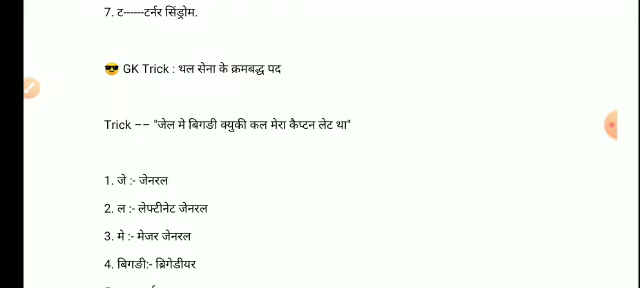 7. ट------टर्नर सिंड्रोम.
😎 GK Trick : थल सेना के क्रमबद्ध पद
Trick –– "जेल मे बिगडी क्युकी कल मेरा कैप्टन लेट था"
1. जे :- जेनरल
2. ल :- लेफ्टीनेट जेनरल
3. मे :- मेजर जेनरल
4. बिगङी:- ब्रिगेडीयर